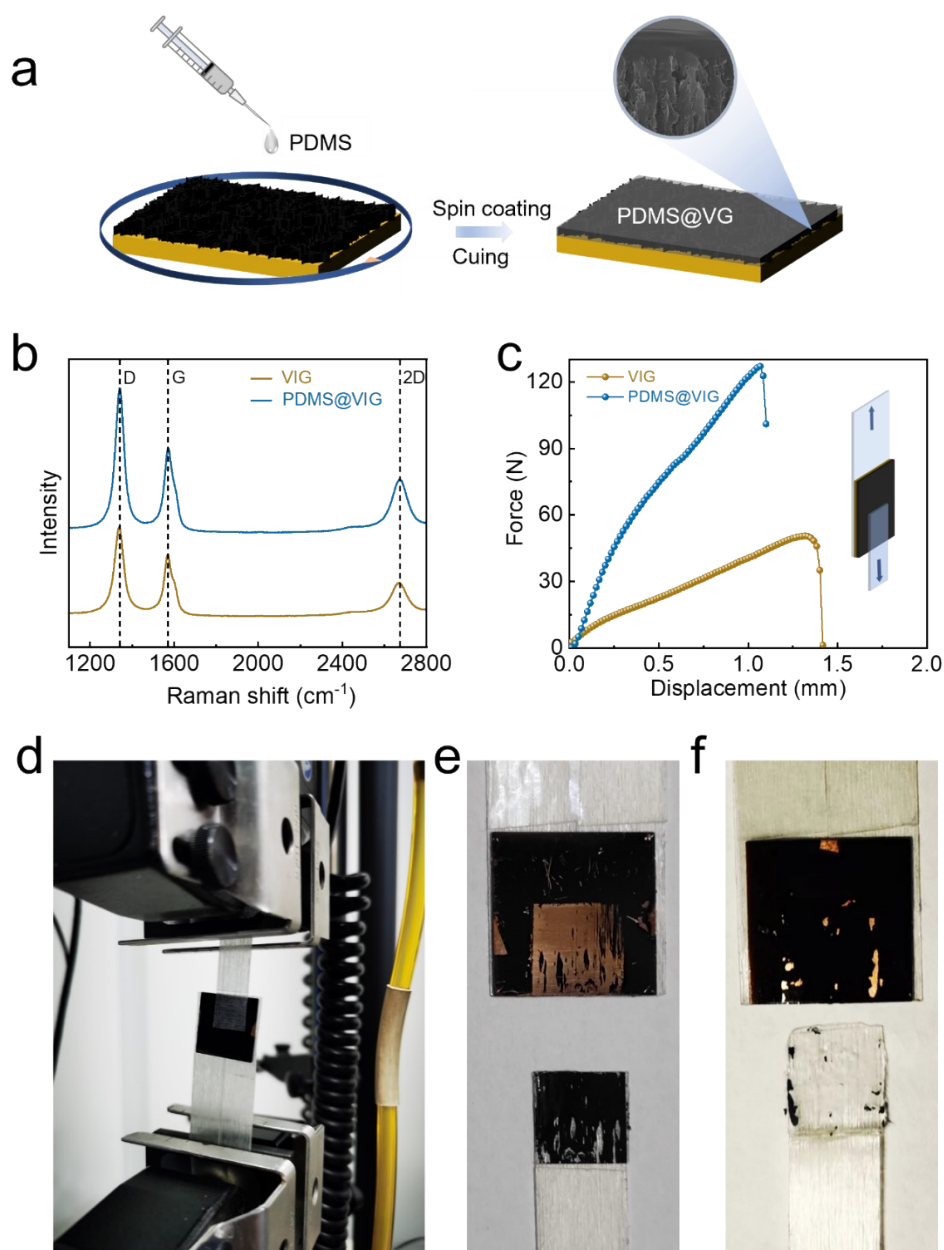 a
PDMS
Spin coating
Cuing
PDMS@VG
b
D
G
2D
VIG
PDMS@VIG
Intensity
1200
1600
2400
2800
Raman shift (cm-1)
c
VIG
PDMS@VIG
Force (N)
120
90
60
30
0
0.0
0.5
1.0
1.5
2.0
Displacement (mm)
d
e
f